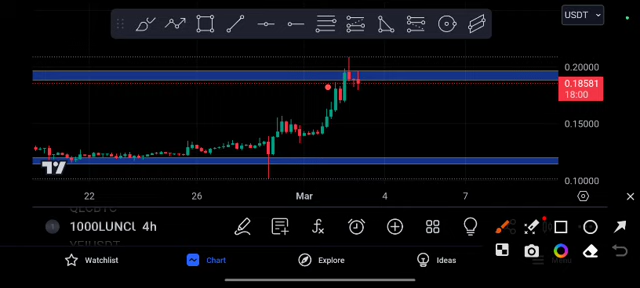 USDT
0.20000
0.18581
18:00
0.15000
0.10000
22 26 Mar 4 7
1000LUNCU 4h
Watchlist Chart Explore Ideas